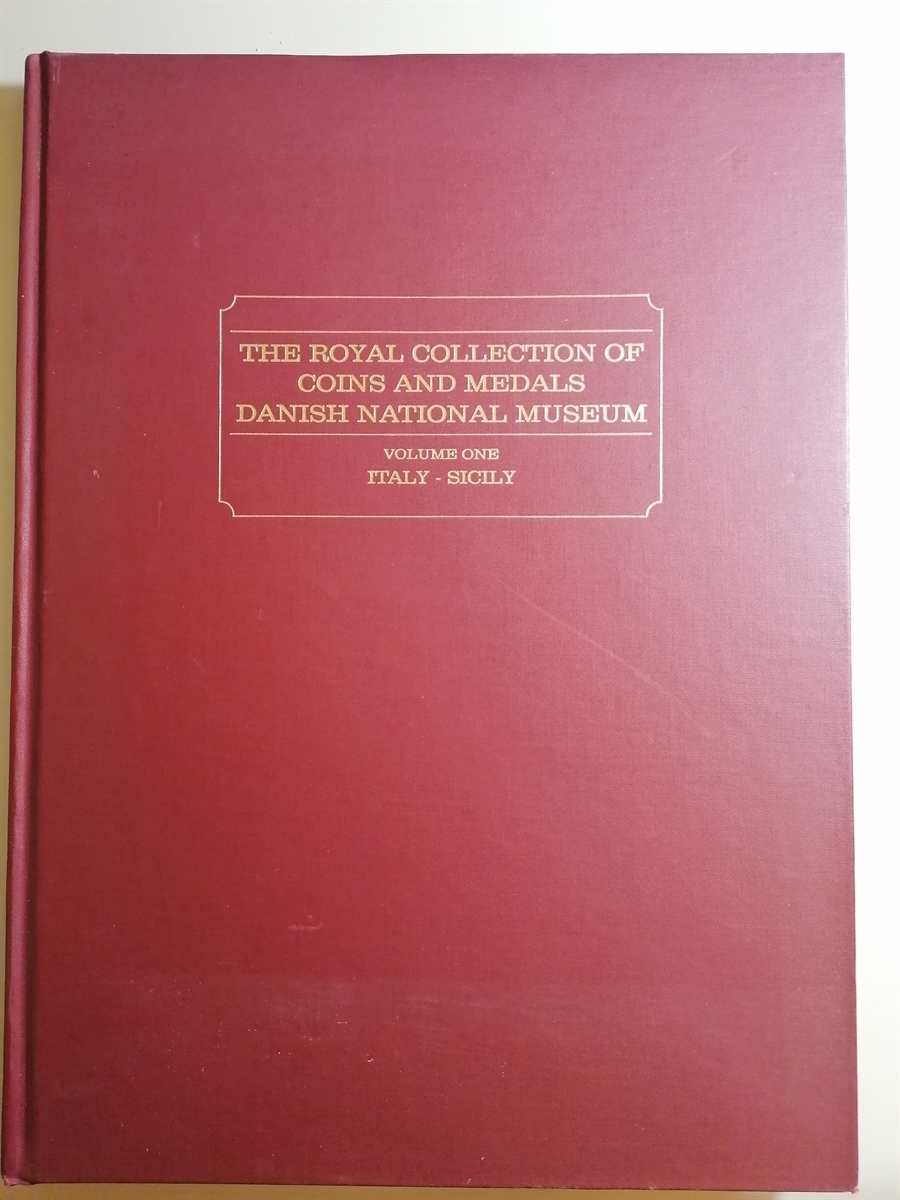 THE ROYAL COLLECTION OF
COINS AND MEDALS
DANISH NATIONAL MUSEUM
VOLUME ONE
ITALY - SICILY